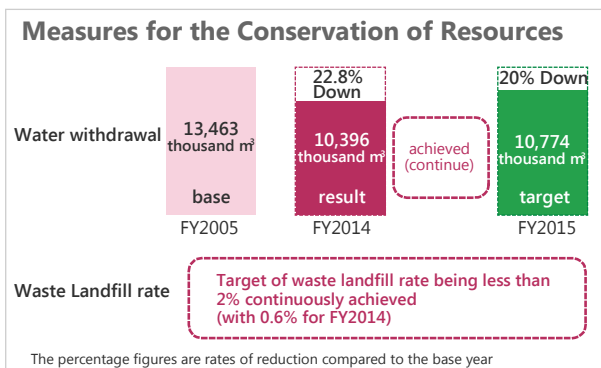 Measures for the Conservation of Resources
22.8%
Down
20% Down
Water withdrawal
13,463
thousand m³
base
10,396
thousand m³
result
achieved
(continue)
10,774
thousand m³
target
FY2005
FY2014
FY2015
Waste Landfill rate
Target of waste landfill rate being less than
2% continuously achieved
(with 0.6% for FY2014)
The percentage figures are rates of reduction compared to the base year